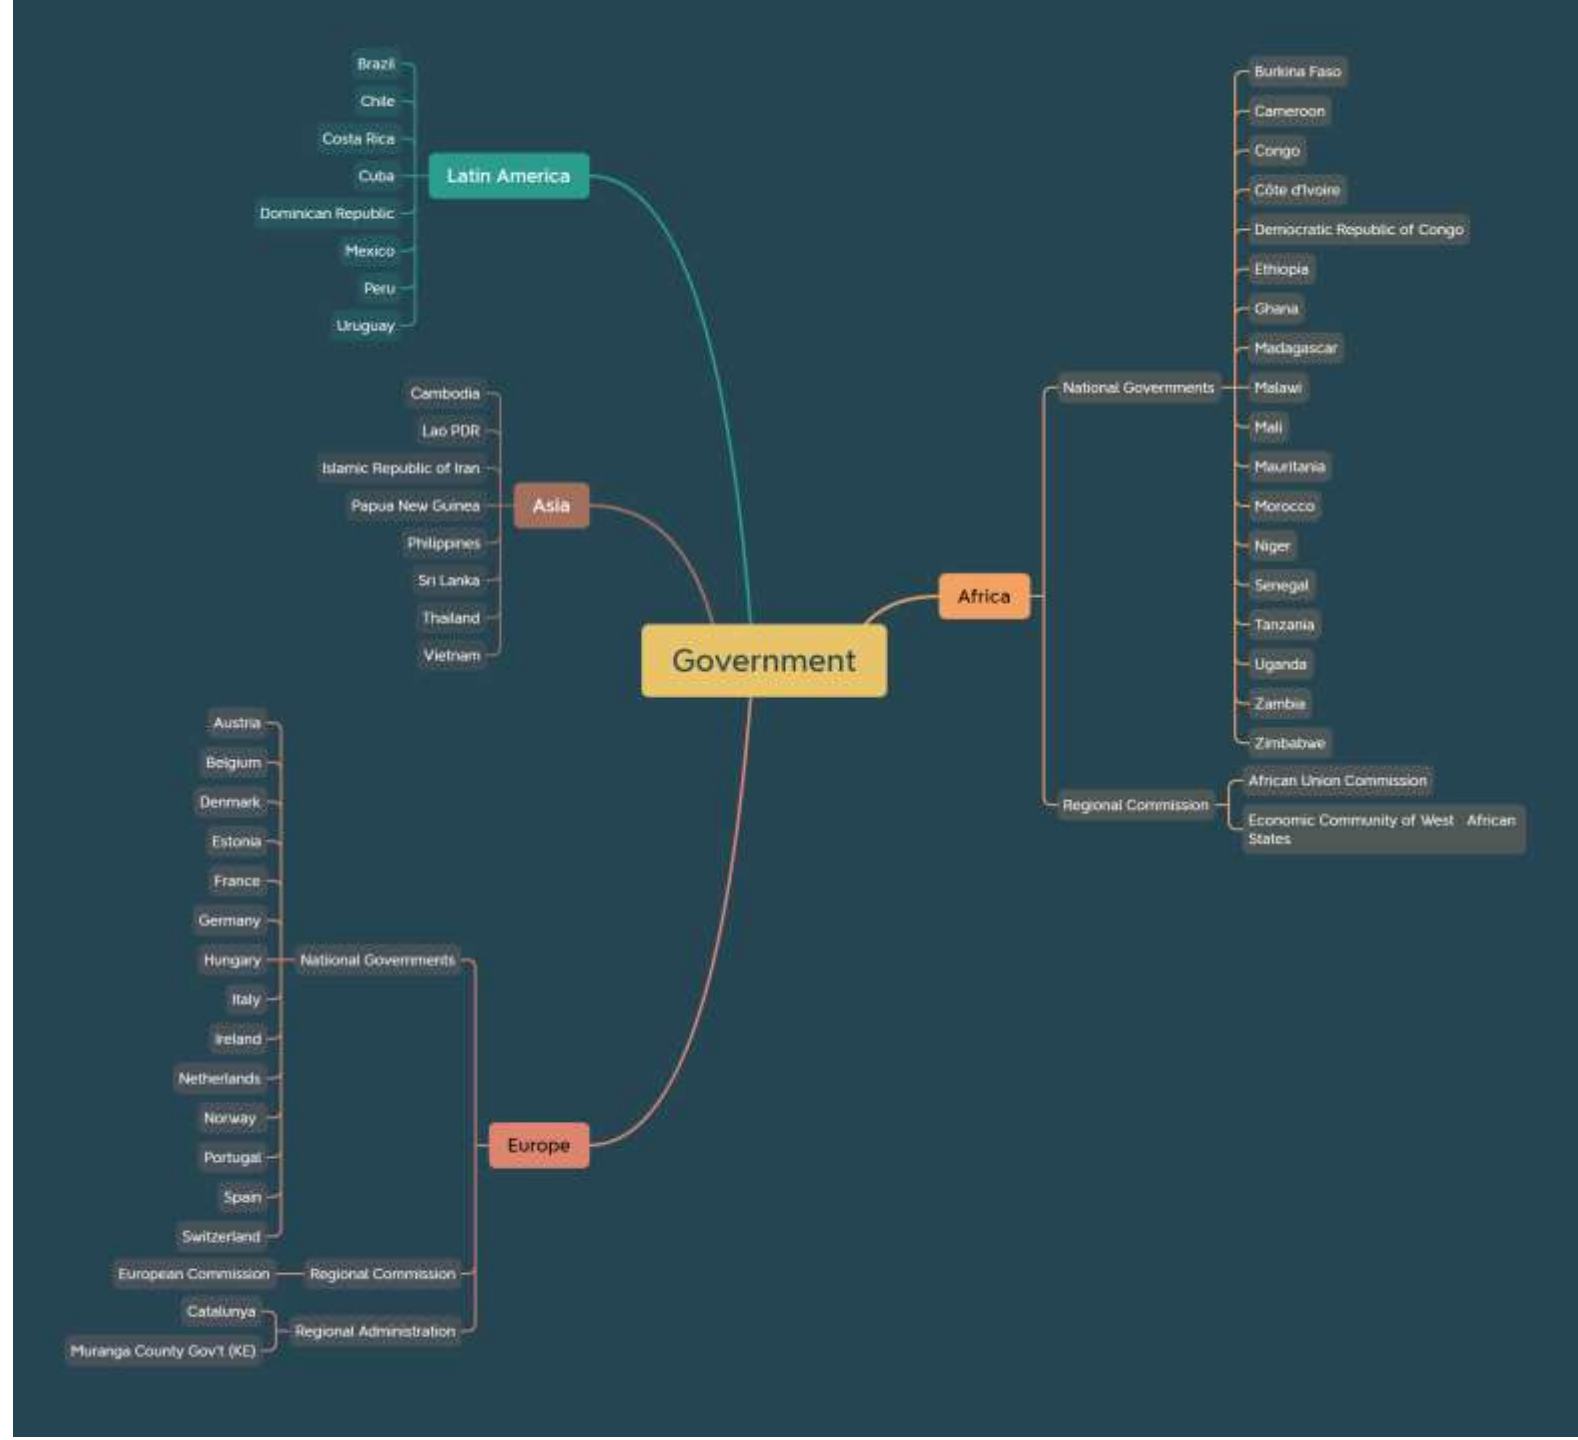 Government
Latin America
Brazil
Chile
Costa Rica
Cuba
Dominican Republic
Mexico
Peru
Uruguay
Asia
Cambodia
Lao PDR
Islamic Republic of Iran
Papua New Guinea
Philippines
Sri Lanka
Thailand
Vietnam
Europe
National Governments
Austria
Belgium
Denmark
Estonia
France
Germany
Hungary
Italy
Ireland
Netherlands
Norway
Portugal
Spain
Switzerland
Regional Commission
European Commission
Regional Administration
Catalunya
Muranga County Gov't (KE)
Africa
National Governments
Burkina Faso
Cameroon
Congo
Côte d'Ivoire
Democratic Republic of Congo
Ethiopia
Ghana
Madagascar
Malawi
Mali
Mauritania
Morocco
Niger
Senegal
Tanzania
Uganda
Zambia
Zimbabwe
Regional Commission
African Union Commission
Economic Community of West African
States